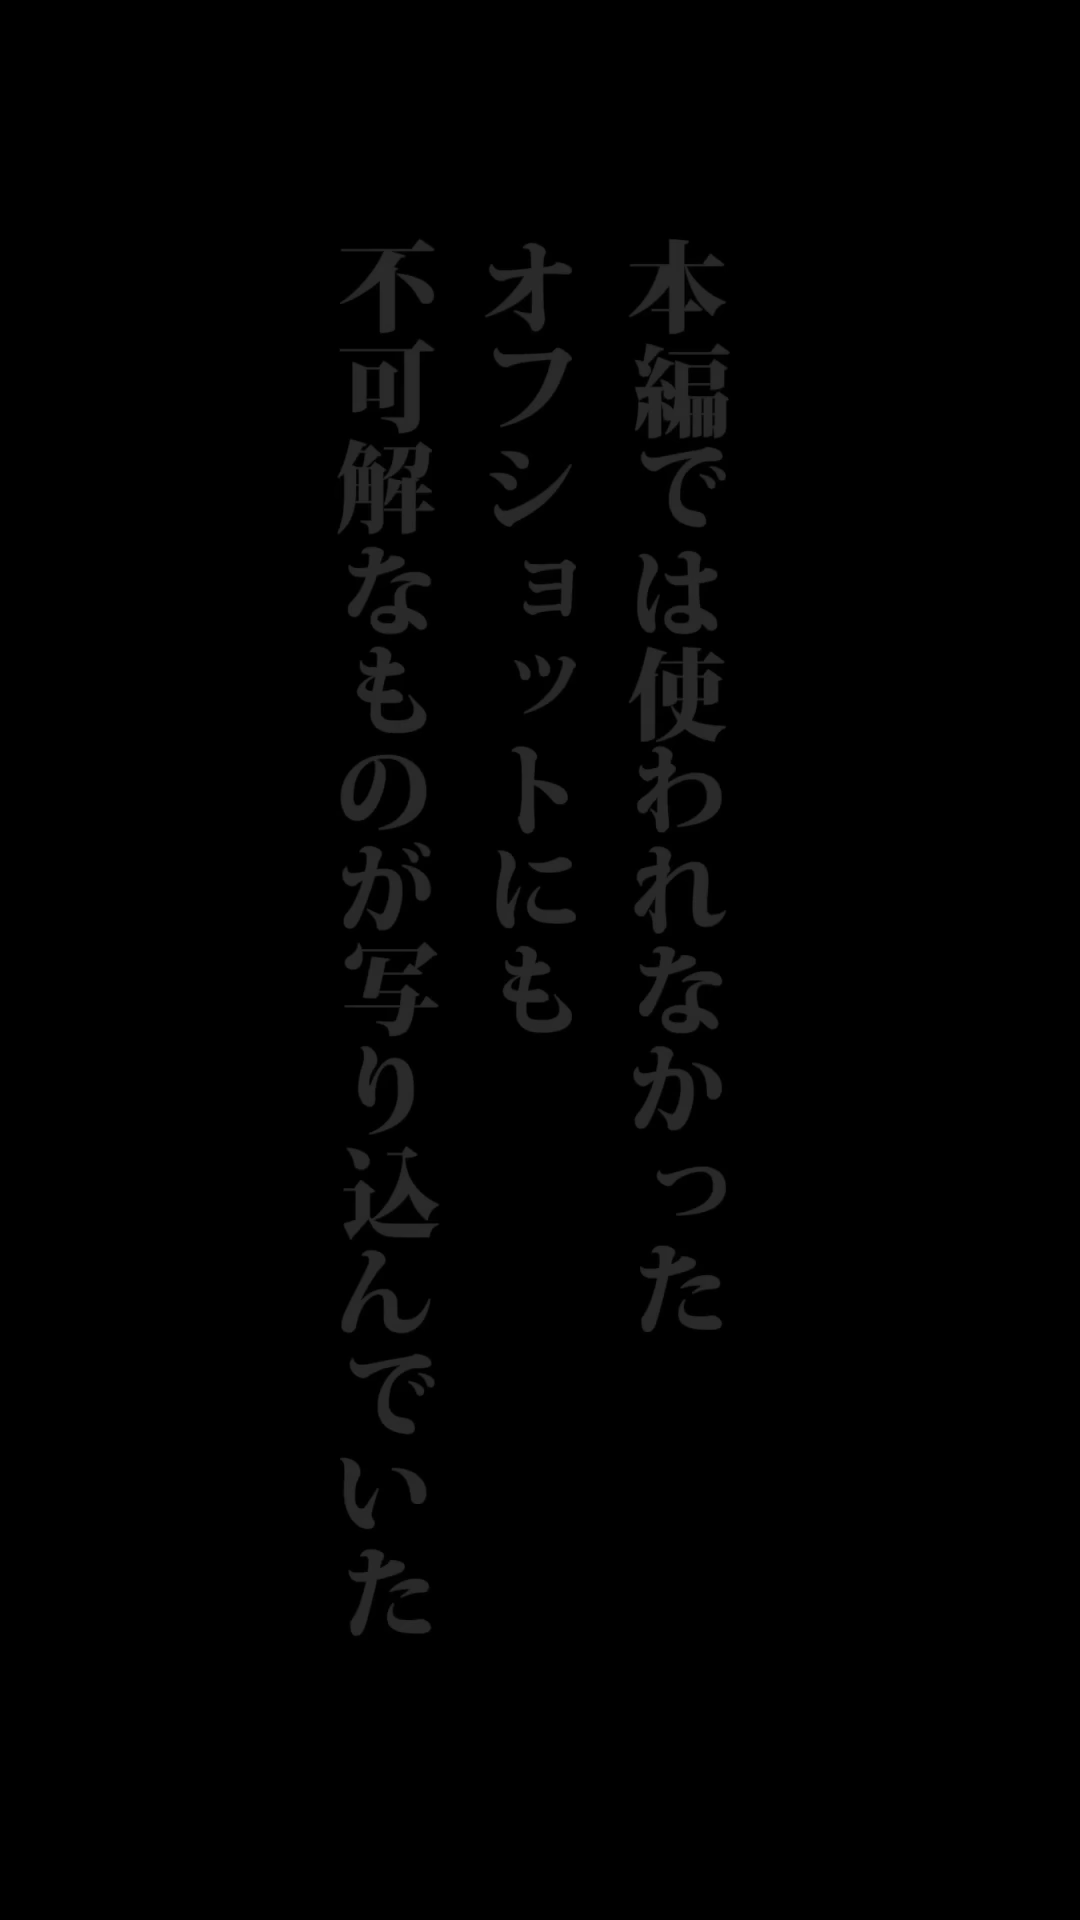 本編では使われなかった
オフショットにも
不可解なものが写り込んでいた